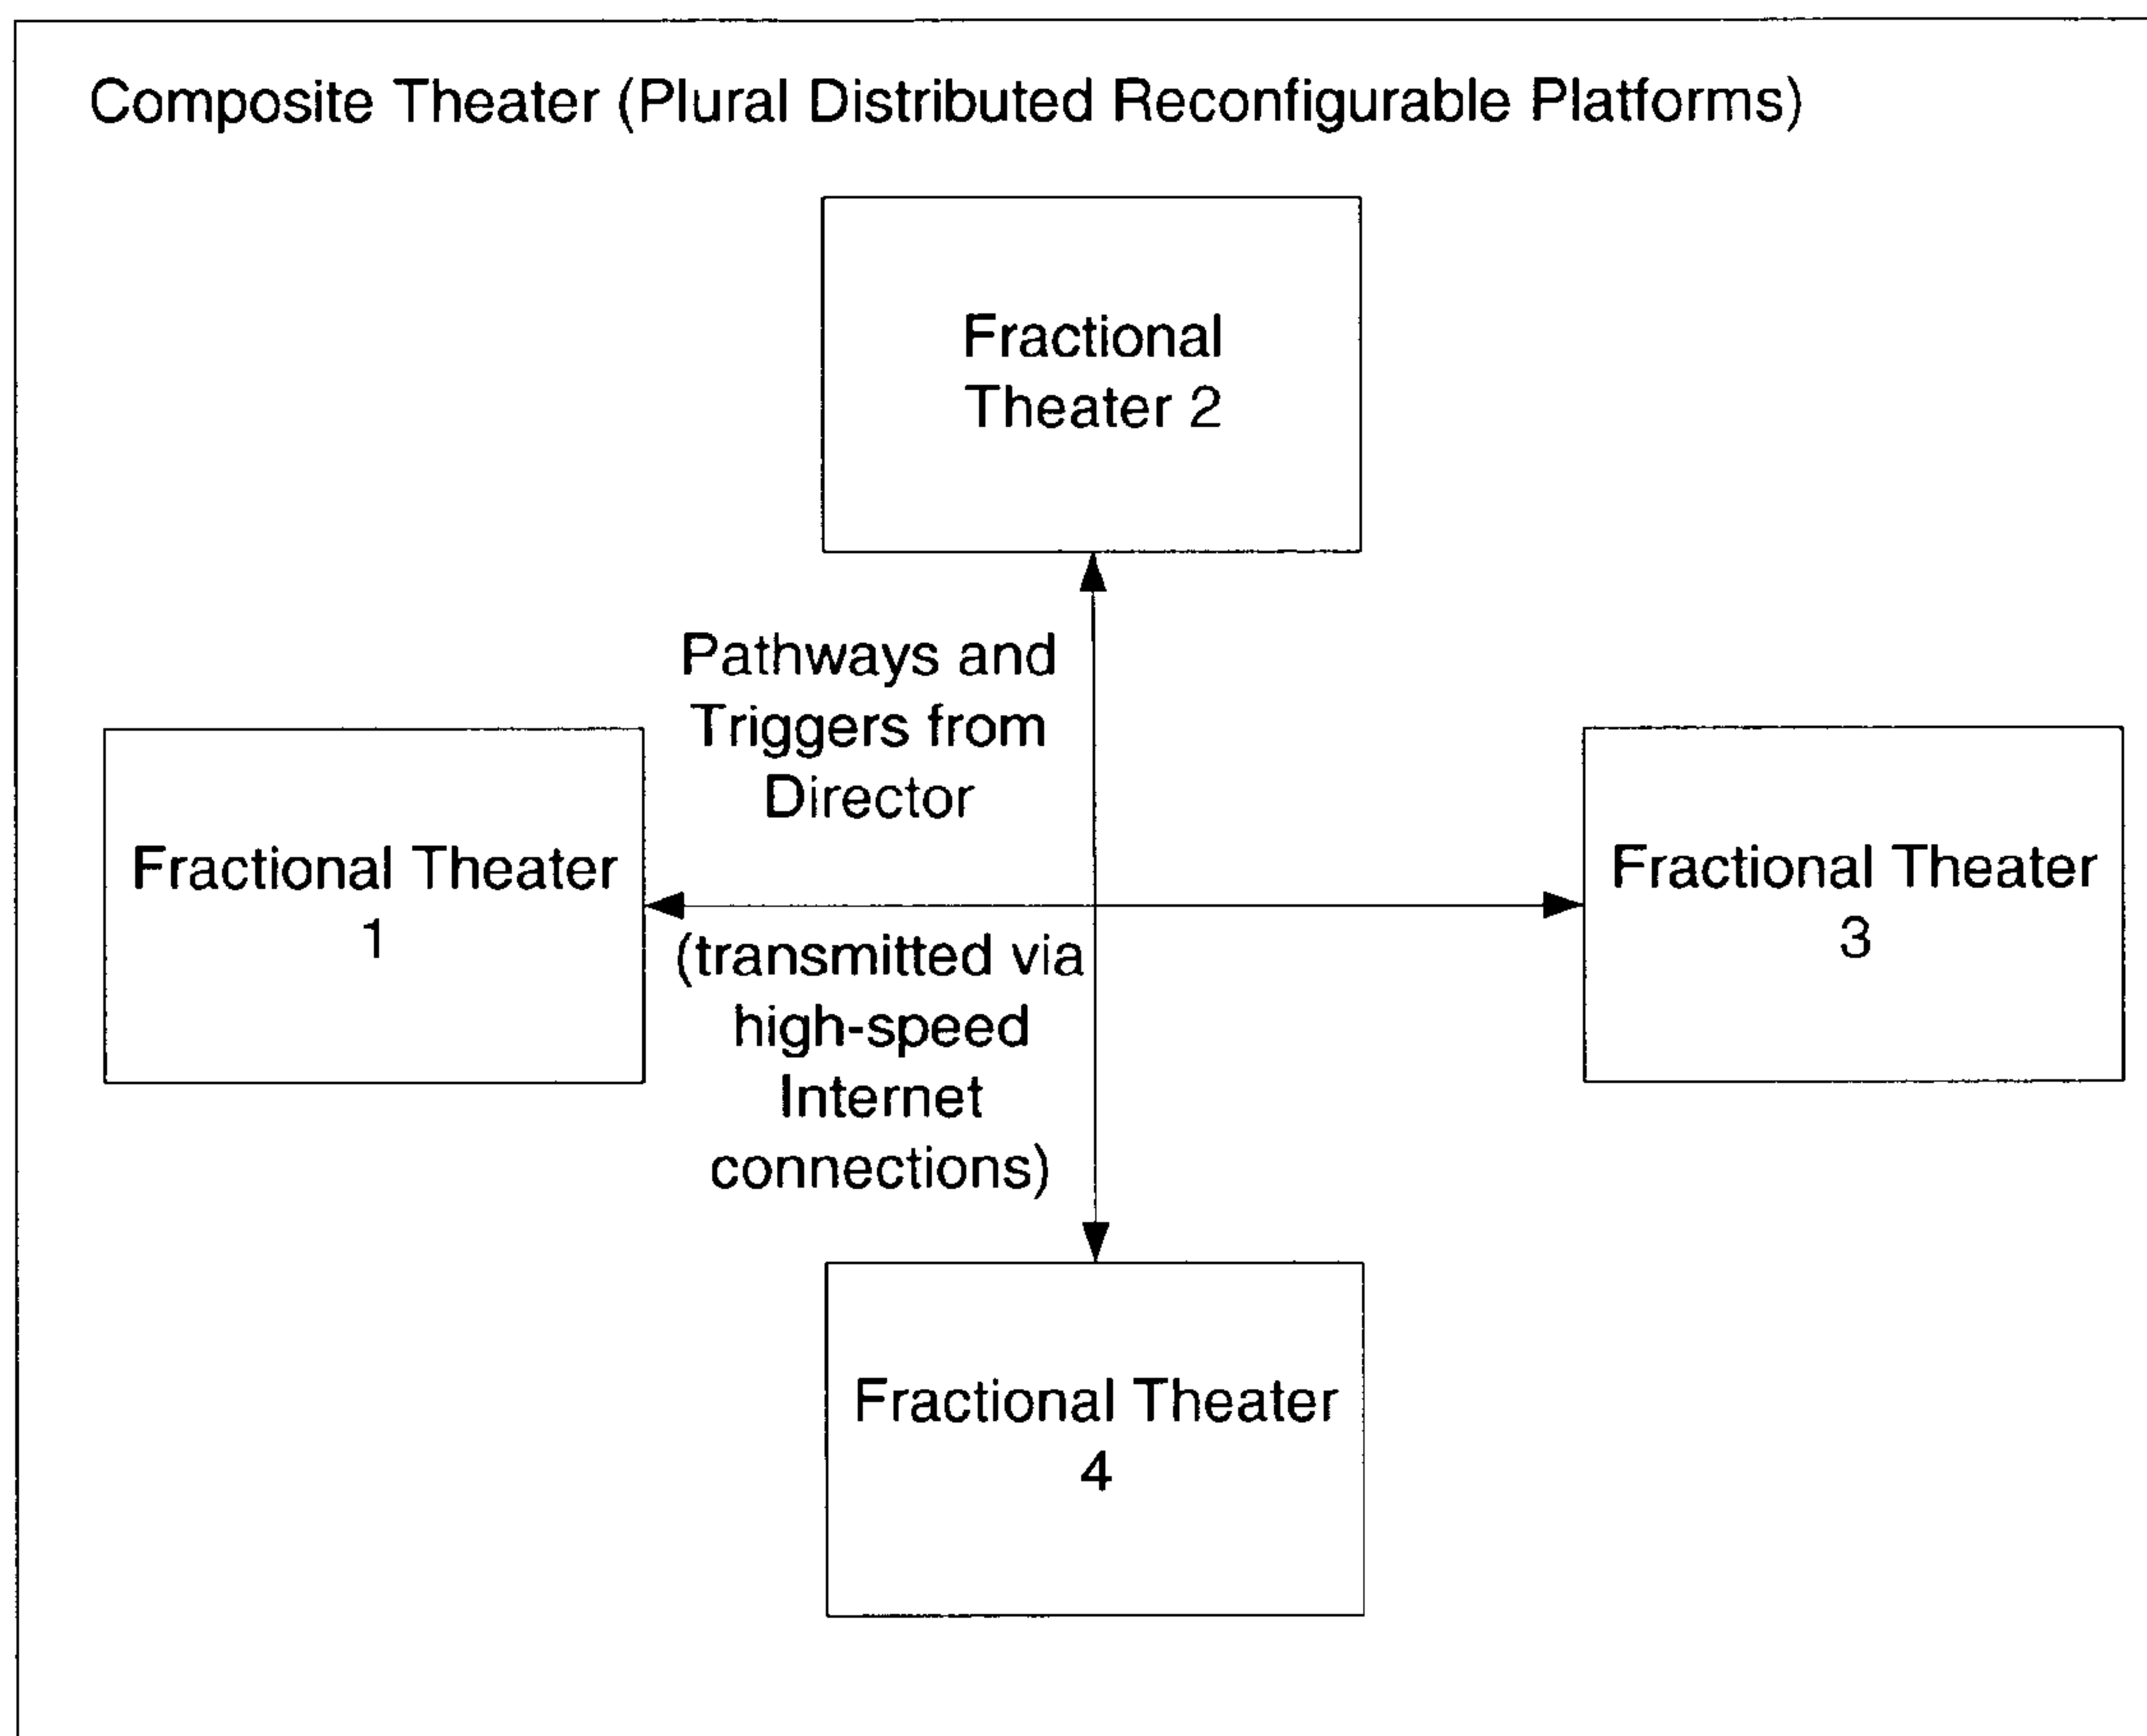 Composite Theater (Plural Distributed Reconfigurable Platforms)
Fractional
Theater 2
Pathways and
Triggers from
Director
Fractional Theater
1
Fractional Theater
3
(transmitted via
high-speed
Internet
connections)
Fractional Theater
4